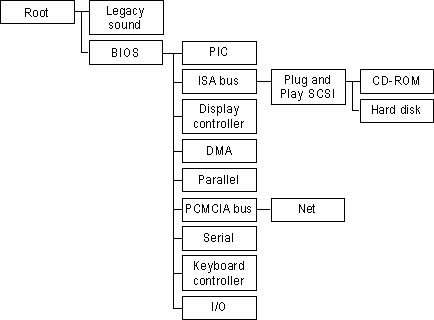 Root
Legacy
sound
BIOS
PIC
ISA bus
Plug and
Play SCSI
CD-ROM
Hard disk
Display
controller
DMA
Parallel
PCMCIA bus
Net
Serial
Keyboard
controller
I/O